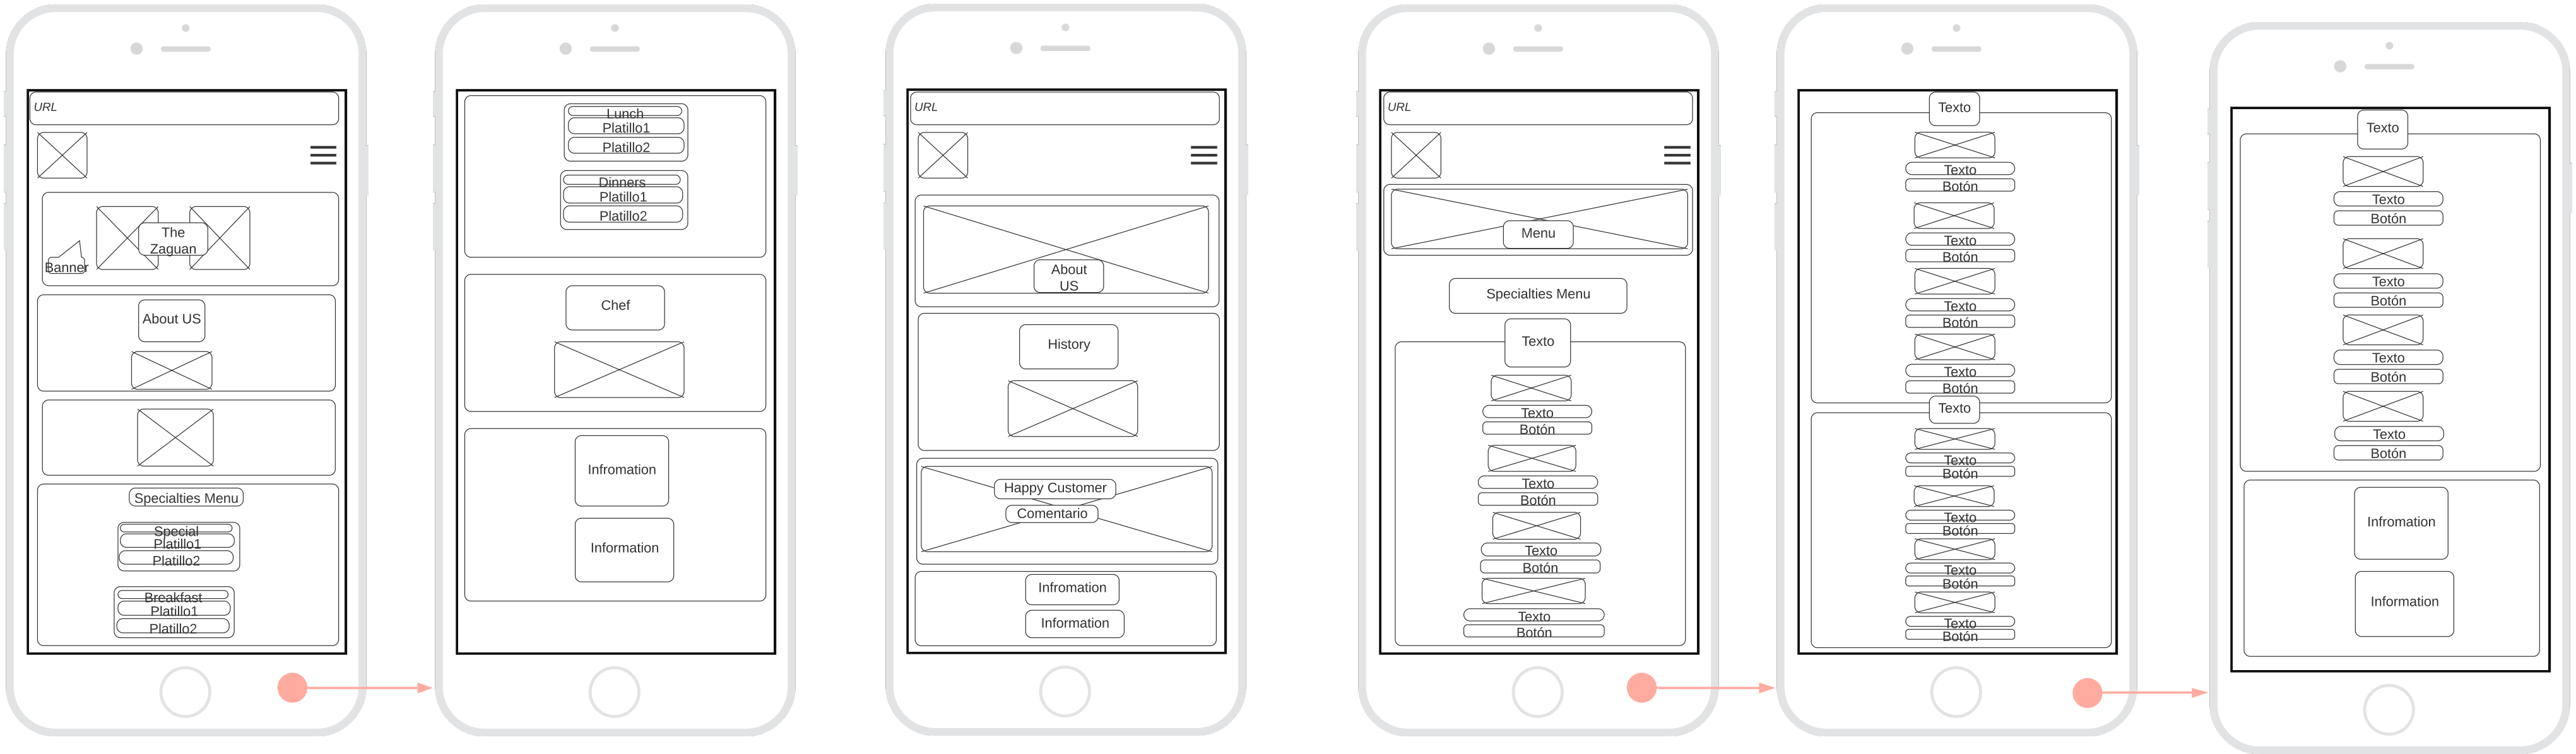 URL
The
Zaguan
Banner
About US
Specialties Menu
Special
Platillo1
Platillo2
Breakfast
Platillo1
Platillo2
Lunch
Platillo1
Platillo2
Dinners
Platillo1
Platillo2
Chef
Infromation
Information
URL
About
US
History
Happy Customer
Comentario
Infromation
Information
URL
Menu
Specialties Menu
Texto
Texto
Botón
Texto
Botón
Texto
Botón
Texto
Botón
Texto
Texto
Botón
Texto
Botón
Texto
Botón
Texto
Botón
Texto
Texto
Botón
Texto
Botón
Texto
Botón
Texto
Botón
Texto
Texto
Botón
Texto
Botón
Texto
Botón
Texto
Botón
Infromation
Information